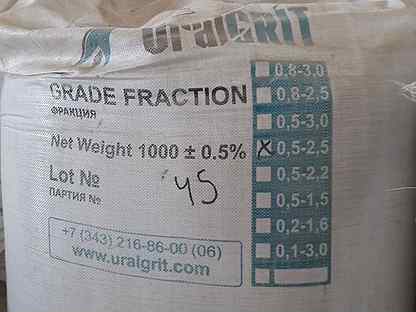 UralGRIT
GRADE FRACTION
ФРАКЦИЯ
Net Weight 1000 ± 0.5%
Lot №
ПАРТИЯ №
45
+7 (343) 216-86-00 (06)
www.uralgrit.com
0,8-3,0
0,8-2,5
0,5-3,0
X 0,5-2,5
0,5-2,2
0,5-1,5
0,2-1,6
0,1-3,0